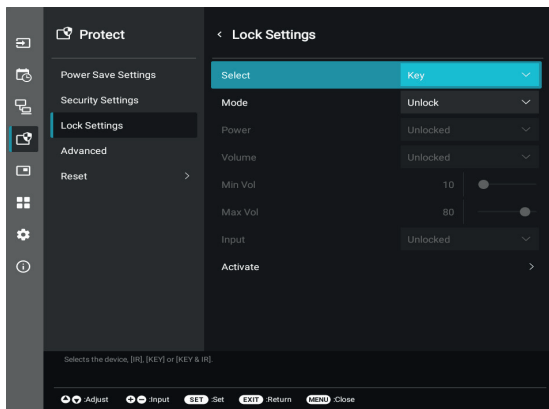 Protect
Power Save Settings
Security Settings
Lock Settings
Advanced
Reset
Lock Settings
Select Key
Mode Unlock
Power Unlocked
Volume Unlocked
Min Vol 10
Max Vol 80
Input Unlocked
Activate
Selects the device, [IR], [KEY] or [KEY & IR].
:Adjust :Input SET :Set EXIT :Return MENU :Close